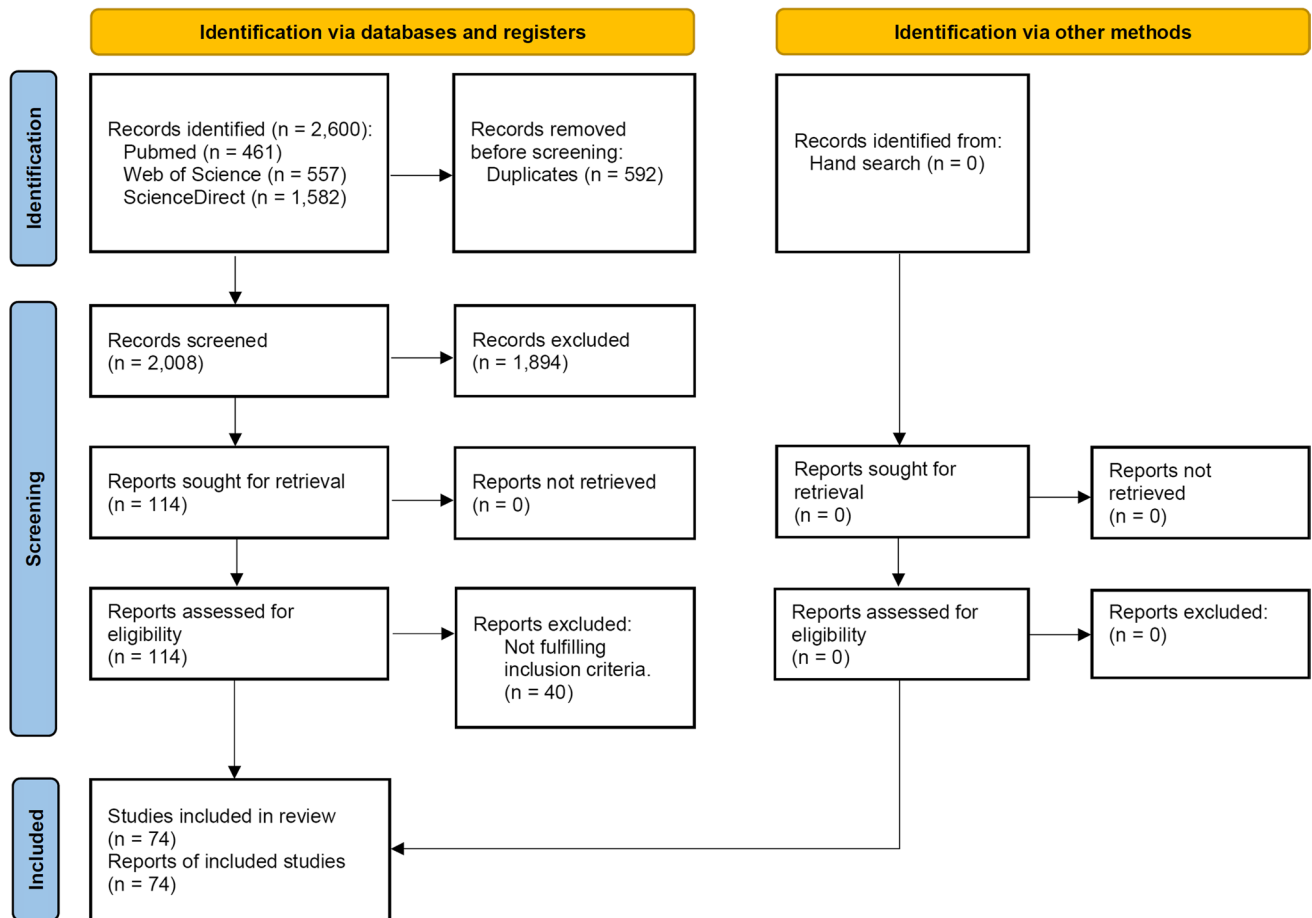 Identification via databases and registers
Identification via other methods
Identification
Records identified (n = 2,600):
Pubmed (n = 461)
Web of Science (n = 557)
ScienceDirect (n = 1,582)
Records removed
before screening:
Duplicates (n = 592)
Records identified from:
Hand search (n = 0)
Screening
Records screened
(n = 2,008)
Records excluded
(n = 1,894)
Reports sought for retrieval
(n = 114)
Reports not retrieved
(n = 0)
Reports sought for
retrieval
(n = 0)
Reports not
retrieved
(n = 0)
Reports assessed for
eligibility
(n = 114)
Reports excluded:
Not fulfilling
inclusion criteria.
(n = 40)
Reports assessed for
eligibility
(n = 0)
Reports excluded:
(n = 0)
Included
Studies included in review
(n = 74)
Reports of included studies
(n = 74)